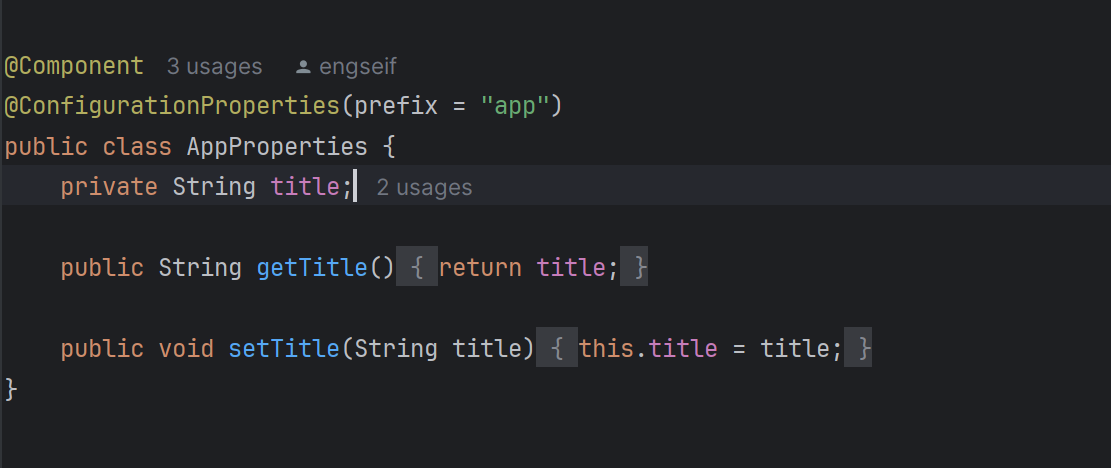 @Component 3 usages engseif
@ConfigurationProperties(prefix = "app")
public class AppProperties {
    private String title; 2 usages
    public String getTitle() { return title; }
    public void setTitle(String title) { this.title = title; }
}